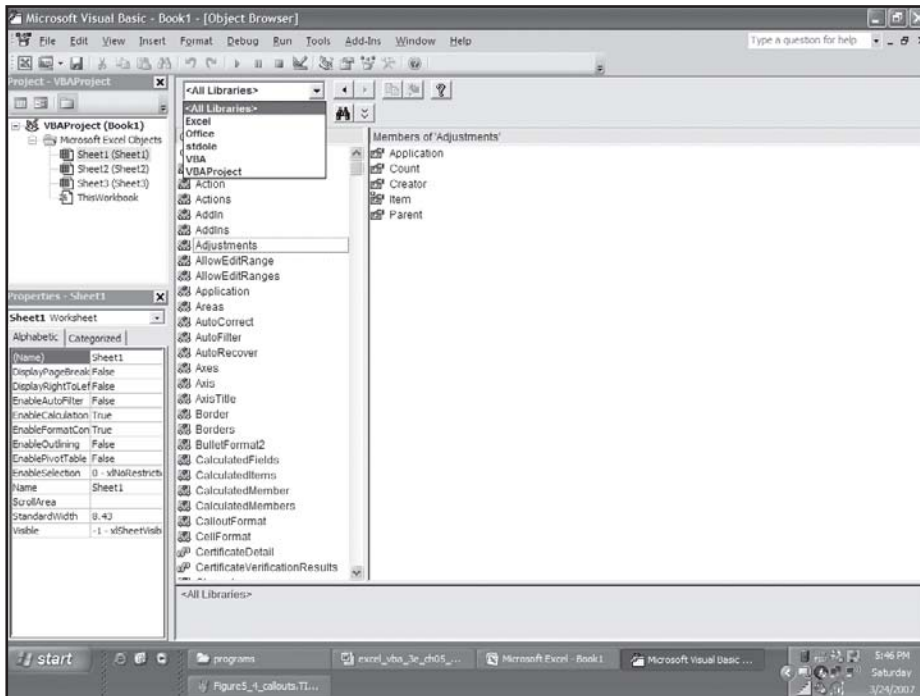 Microsoft Visual Basic - Book1 - [Object Browser]
File Edit View Insert Format Debug Run Tools Add-Ins Window Help
Type a question for help
Project - VBAProject
VBAProject (Book1)
Microsoft Excel Objects
Sheet1 (Sheet1)
Sheet2 (Sheet2)
Sheet3 (Sheet3)
ThisWorkbook
Properties - Sheet1
Sheet1 Worksheet
Alphabetic Categorized
(Name) Sheet1
DisplayPageBreak False
DisplayRightToLef False
EnableAutoFilter False
EnableCalculation True
EnableFormatCon True
EnableOutlining False
EnablePivotTable False
EnableSelection 0 - xlNoRestricti
Name Sheet1
ScrollArea
StandardWidth 8.43
Visible -1 - xlSheetVisib
<All Libraries>
<All Libraries>
Excel
Office
stdole
VBA
VBAProject
Action
Actions
AddIn
AddIns
Adjustments
AllowEditRange
AllowEditRanges
Application
Areas
AutoCorrect
AutoFilter
AutoRecover
Axes
Axis
AxisTitle
Border
Borders
BulletFormat2
CalculatedFields
CalculatedItems
CalculatedMember
CalculatedMembers
CalloutFormat
CellFormat
CertificateDetail
CertificateVerificationResults
Members of 'Adjustments'
Application
Count
Creator
Item
Parent
<All Libraries>
start
programs
excel_vba_3e_ch05_...
Microsoft Excel - Book1
Microsoft Visual Basic ...
Figure5_4_callouts.TI...
5:46 PM
Saturday
3/24/2007